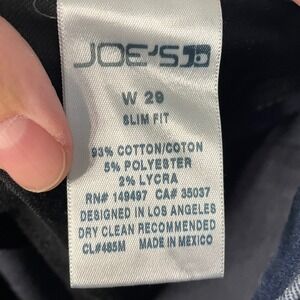 JOE'S
W 29
SLIM FIT
93% COTTON/COTON
5% POLYESTER
2% LYCRA
RN# 149497 CA# 35037
DESIGNED IN LOS ANGELES
DRY CLEAN RECOMMENDED
CL#485M MADE IN MEXICO